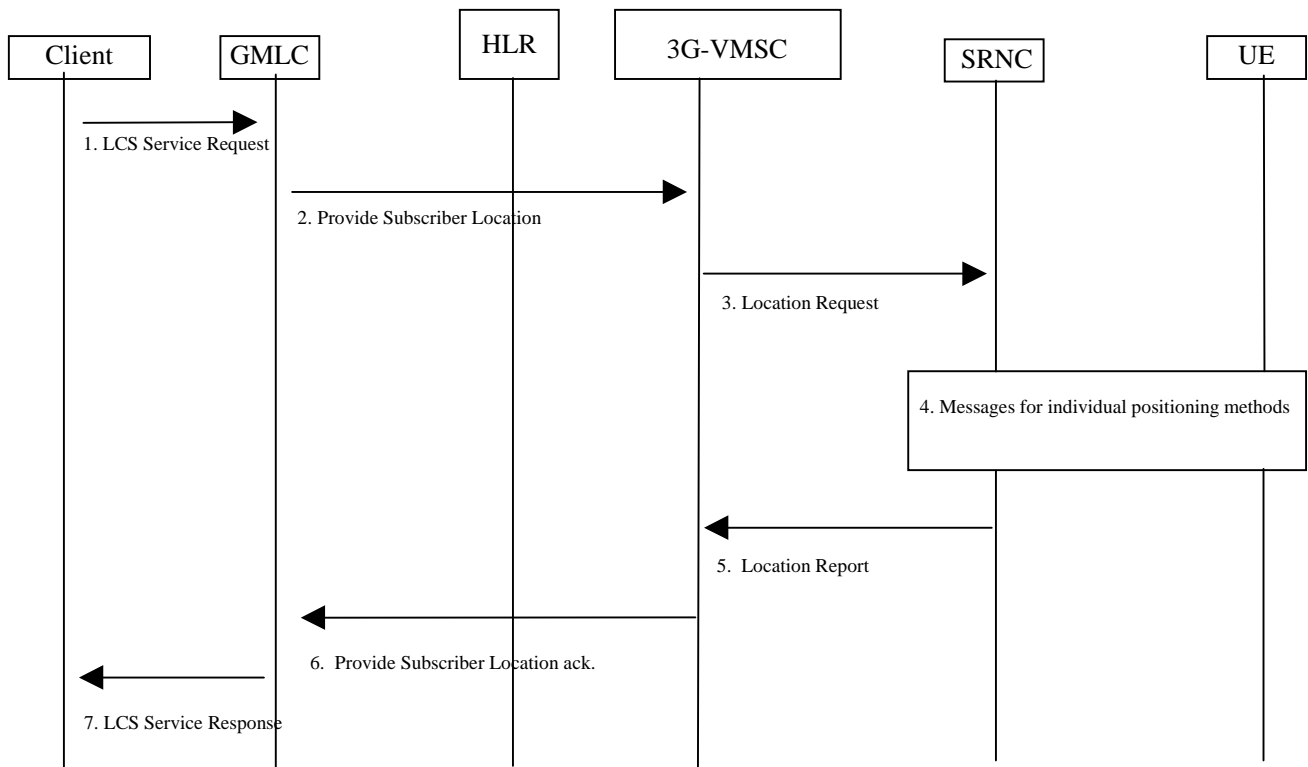 Client
GMLC
HLR
3G-VMSC
SRNC
UE
1. LCS Service Request
2. Provide Subscriber Location
3. Location Request
4. Messages for individual positioning methods
5. Location Report
6. Provide Subscriber Location ack.
7. LCS Service Response